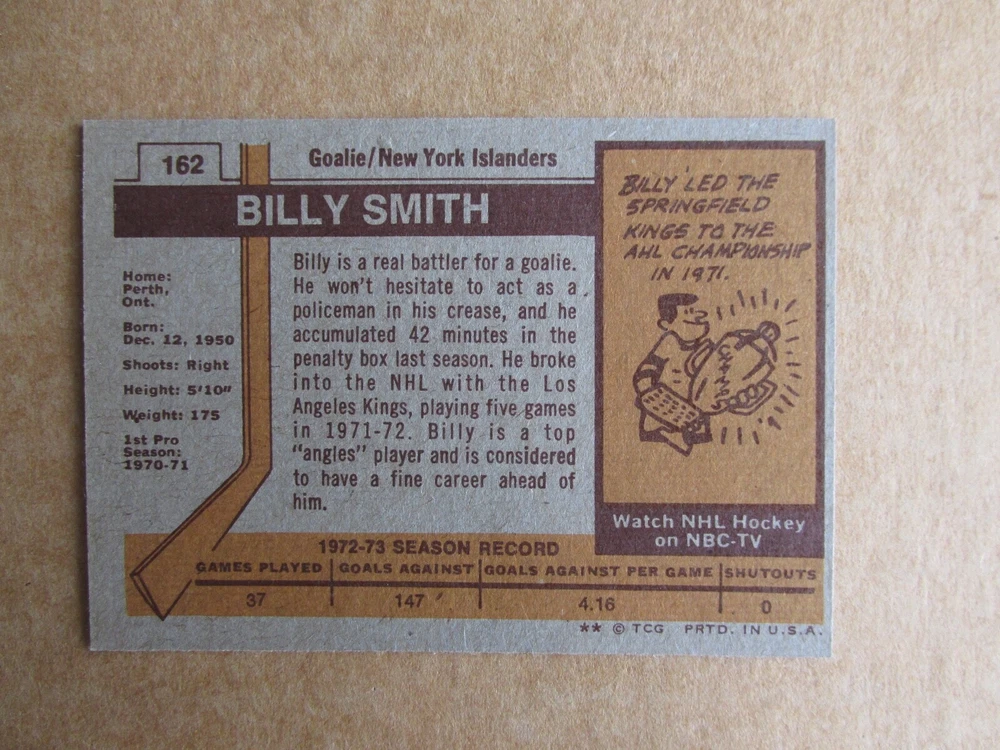 162
Goalie/New York Islanders
BILLY SMITH
Home:
Perth,
Ont.
Born:
Dec. 12, 1950
Shoots: Right
Height: 5'10"
Weight: 175
1st Pro
Season:
1970-71
Billy is a real battler for a goalie.
He won't hesitate to act as a
policeman in his crease, and he
accumulated 42 minutes in the
penalty box last season. He broke
into the NHL with the Los
Angeles Kings, playing five games
in 1971-72. Billy is a top
"angles" player and is considered
to have a fine career ahead of
him.
BILLY LED THE
SPRINGFIELD
KINGS TO THE
AHL CHAMPIONSHIP
IN 1971.
Watch NHL Hockey
on NBC-TV
1972-73 SEASON RECORD
GAMES PLAYED GOALS AGAINST GOALS AGAINST PER GAME SHUTOUTS
37 147 4.16 0
** © TCG PRTD. IN U.S.A.